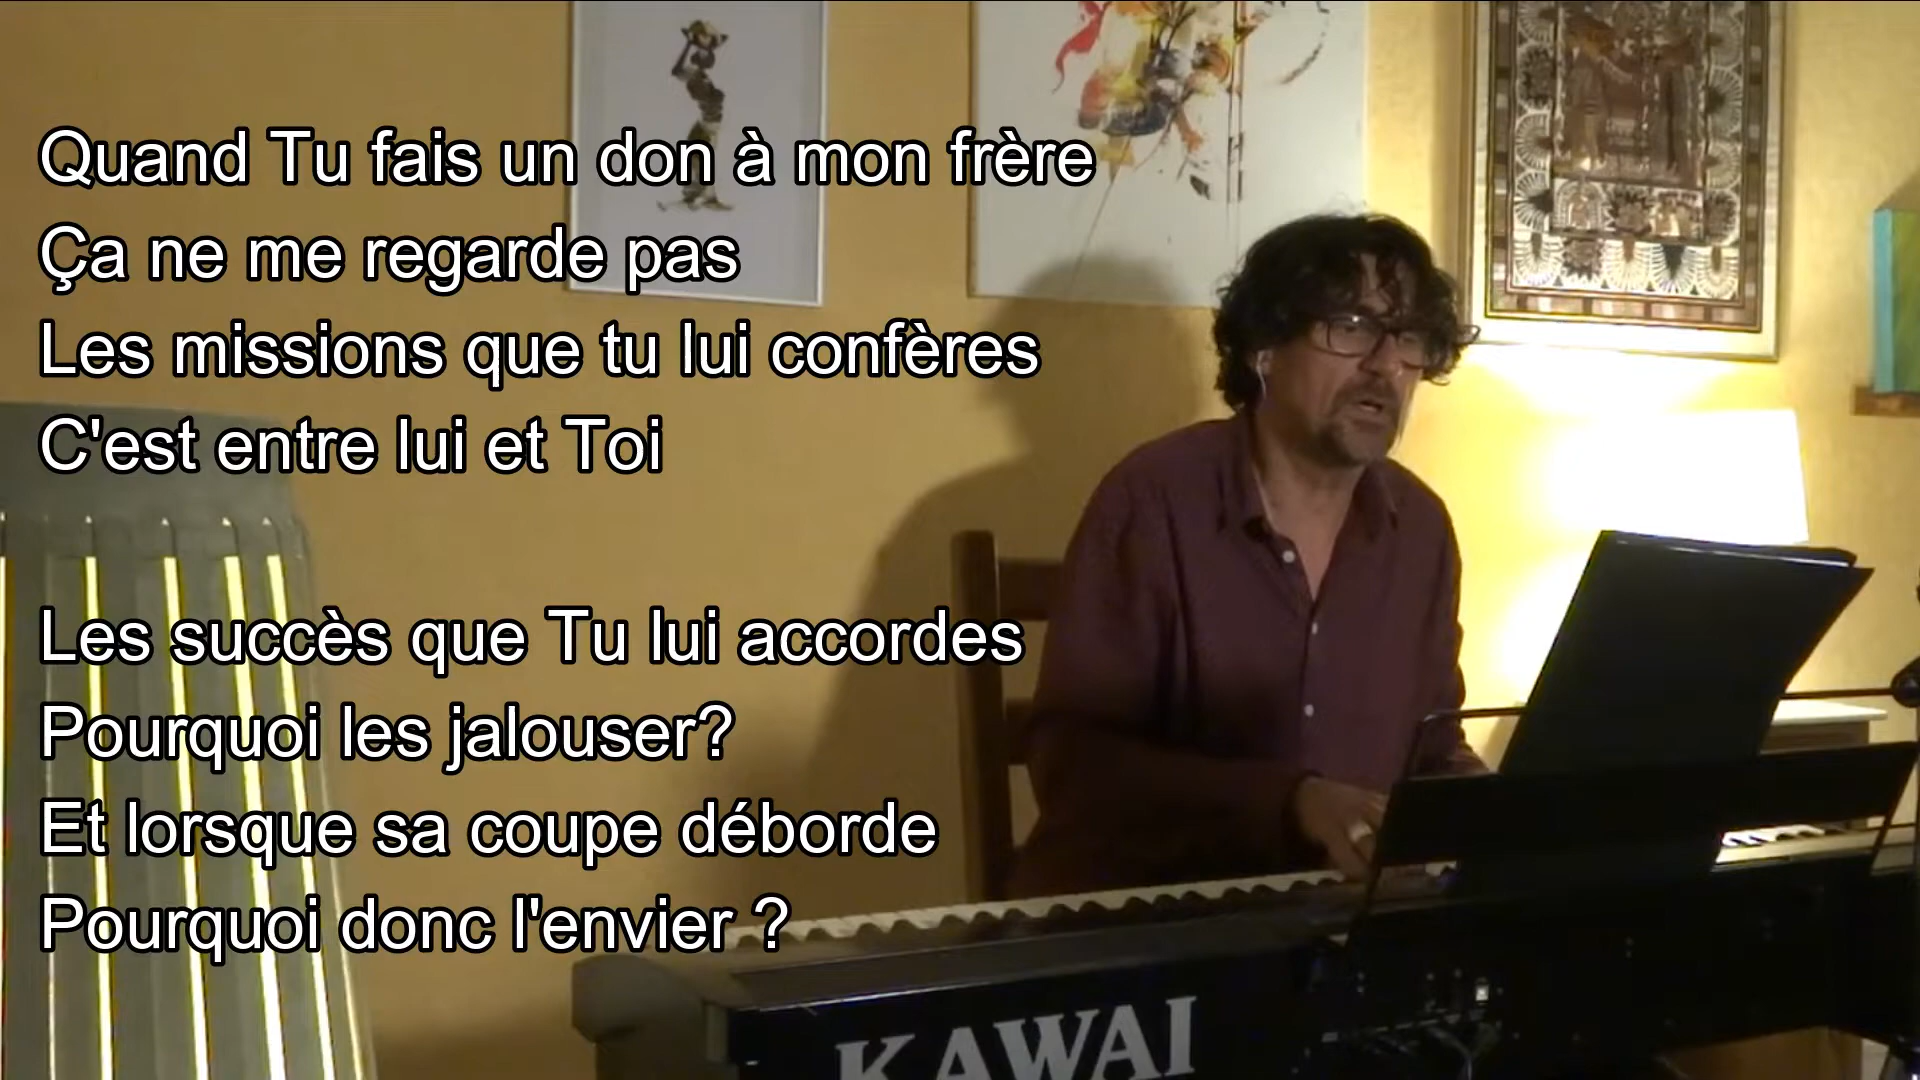 Quand Tu fais un don à mon frère
Ça ne me regarde pas
Les missions que tu lui confères
C'est entre lui et Toi
Les succès que Tu lui accordes
Pourquoi les jalouser?
Et lorsque sa coupe déborde
Pourquoi donc l'envier ?
KAWAI